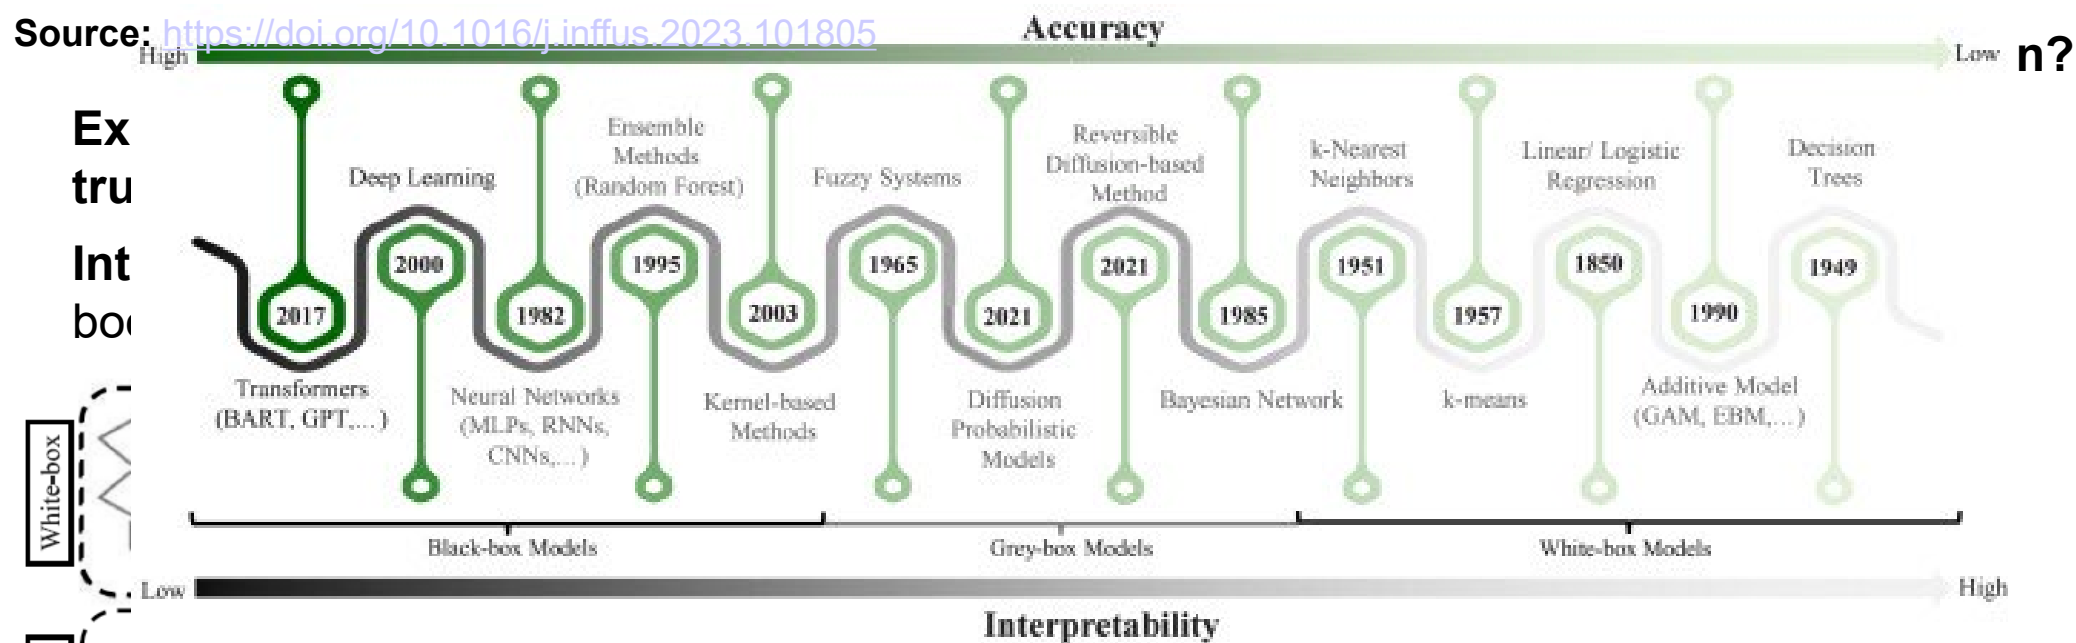 Accuracy
Source: https://doi.org/10.1016/j.inffus.2023.101805
High
Low
n?
Ex
tru
Int
Deep Learning
Ensemble
Methods
(Random Forest)
Fuzzy Systems
Reversible
Diffusion-based
Method
k-Nearest
Neighbors
Linear/ Logistic
Regression
Decision
Trees
2017
2000
1982
1995
2003
1965
2021
2021
1985
1951
1957
1850
1990
1949
Transformers
(BART, GPT,...)
Neural Networks
(MLPs, RNNs,
CNNs,...)
Kernel-based
Methods
Diffusion
Probabilistic
Models
Bayesian Network
k-means
Additive Model
(GAM, EBM,...)
White-box
Black-box Models
Grey-box Models
White-box Models
Low
High
Interpretability